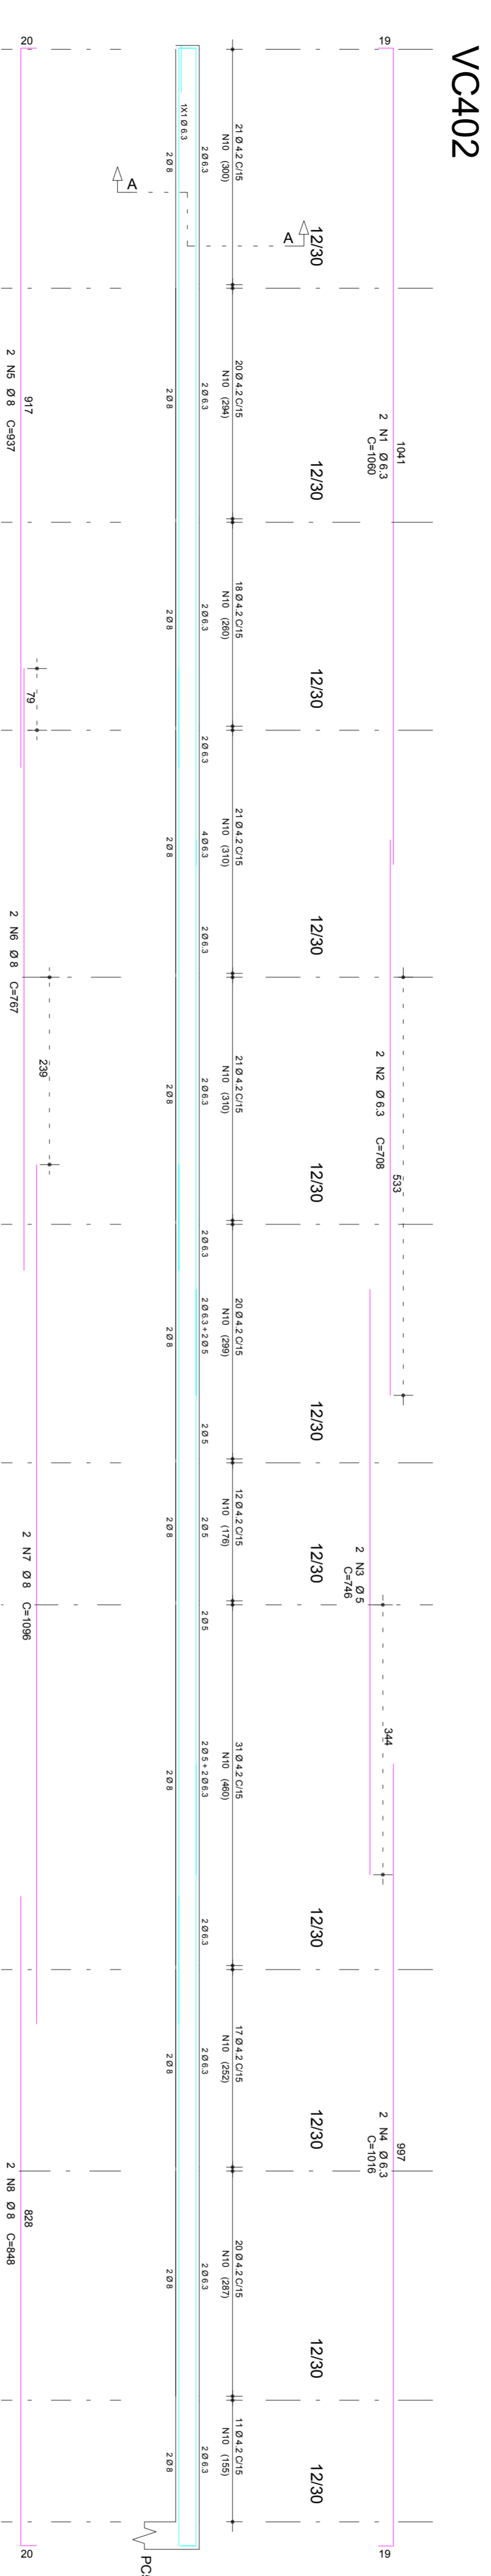 VC402
19
1041
2 N1 Ø 6.3
C=1060
2 N2 Ø 6.3 C=708
533
2 N3 Ø 5
C=746
344
997
2 N4 Ø 6.3
C=1016
19
12/30
12/30
12/30
12/30
12/30
12/30
12/30
12/30
12/30
12/30
12/30
A
A
21 Ø 4.2 C/15
N10 (300)
20 Ø 4.2 C/15
N10 (294)
18 Ø 4.2 C/15
N10 (260)
21 Ø 4.2 C/15
N10 (310)
21 Ø 4.2 C/15
N10 (310)
20 Ø 4.2 C/15
N10 (299)
12 Ø 4.2 C/15
N10 (176)
31 Ø 4.2 C/15
N10 (460)
17 Ø 4.2 C/15
N10 (252)
20 Ø 4.2 C/15
N10 (287)
11 Ø 4.2 C/15
N10 (155)
2 Ø 6.3
2 Ø 6.3
2 Ø 6.3
2 Ø 6.3
4 Ø 6.3
2 Ø 6.3
2 Ø 6.3
2 Ø 6.3
2 Ø 6.3 + 2 Ø 5
2 Ø 5
2 Ø 5
2 Ø 5
2 Ø 5 + 2 Ø 6.3
2 Ø 6.3
2 Ø 6.3
2 Ø 6.3
2 Ø 6.3
1X1 Ø 6.3
2 Ø 8
2 Ø 8
2 Ø 8
2 Ø 8
2 Ø 8
2 Ø 8
2 Ø 8
2 Ø 8
2 Ø 8
2 Ø 8
2 Ø 8
20
917
2 N5 Ø 8 C=937
79
2 N6 Ø 8 C=767
239
2 N7 Ø 8 C=1096
828
2 N8 Ø 8 C=848
20